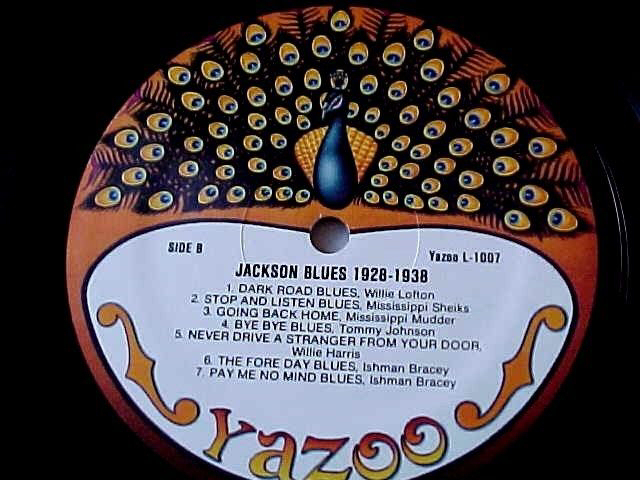 SIDE B
Yazoo L-1007
JACKSON BLUES 1928-1938
1. DARK ROAD BLUES, Willie Lofton
2. STOP AND LISTEN BLUES, Mississippi Sheiks
3. GOING BACK HOME, Mississippi Mudder
4. BYE BYE BLUES, Tommy Johnson
5. NEVER DRIVE A STRANGER FROM YOUR DOOR,
Willie Harris
6. THE FORE DAY BLUES, Ishman Bracey
7. PAY ME NO MIND BLUES, Ishman Bracey
Yazoo